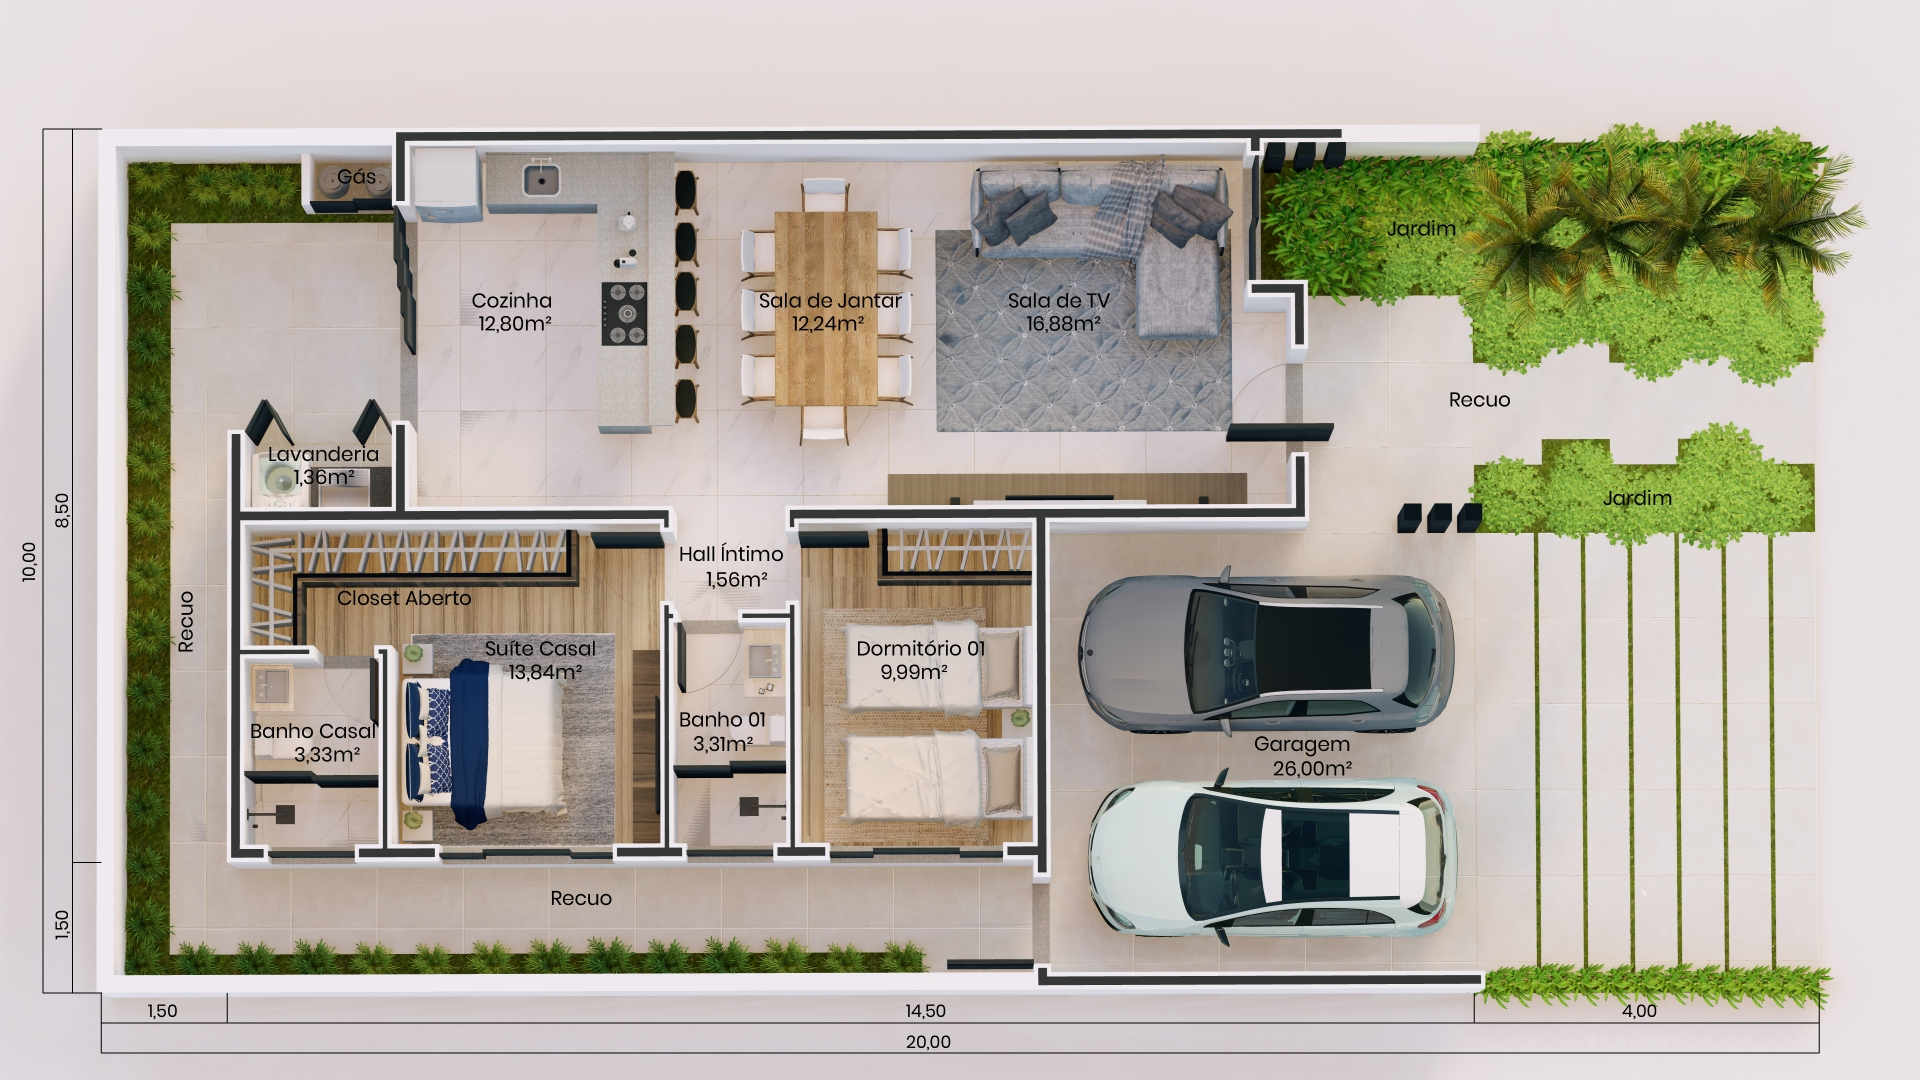 Gás
Jardim
Cozinha
12,80m²
Sala de Jantar
12,24m²
Sala de TV
16,88m²
Recuo
Lavanderia
1,36m²
Jardim
8,50
10,00
Hall Íntimo
1,56m²
Closet Aberto
Recuo
Suíte Casal
13,84m²
Dormitório 01
9,99m²
Banho Casal
3,33m²
Banho 01
3,31m²
Garagem
26,00m²
Recuo
1,50
1,50
14,50
4,00
20,00